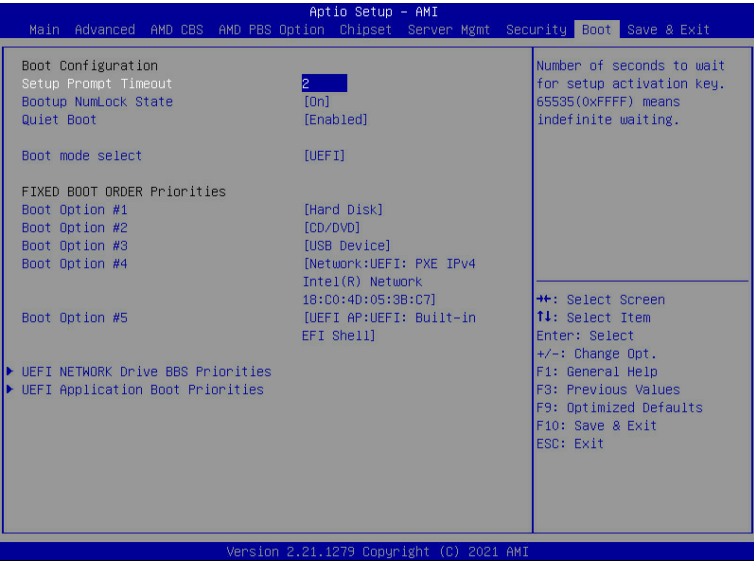 Aptio Setup – AMI
Main Advanced AMD CBS AMD PBS Option Chipset Server Mgmt Security Boot Save & Exit
Boot Configuration
Setup Prompt Timeout 2
Bootup NumLock State [On]
Quiet Boot [Enabled]
Boot mode select [UEFI]
FIXED BOOT ORDER Priorities
Boot Option #1 [Hard Disk]
Boot Option #2 [CD/DVD]
Boot Option #3 [USB Device]
Boot Option #4 [Network:UEFI: PXE IPv4
Intel(R) Network
18:C0:4D:05:3B:C7]
Boot Option #5 [UEFI AP:UEFI: Built-in
EFI Shell]
UEFI NETWORK Drive BBS Priorities
UEFI Application Boot Priorities
Number of seconds to wait
for setup activation key.
65535(0xFFFF) means
indefinite waiting.
→←: Select Screen
↑↓: Select Item
Enter: Select
+/-: Change Opt.
F1: General Help
F3: Previous Values
F9: Optimized Defaults
F10: Save & Exit
ESC: Exit
Version 2.21.1279 Copyright (C) 2021 AMI